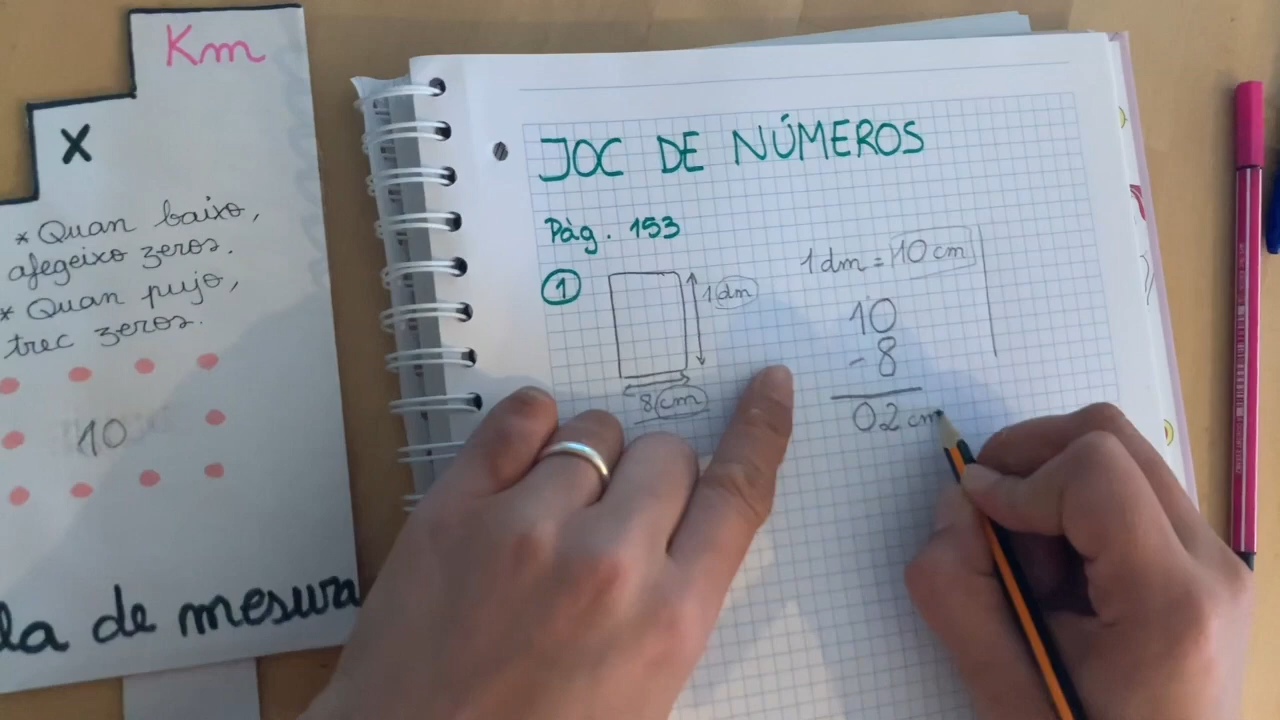 Km
X
* Quan baixo,
afegeixo zeros.
* Quan pujo,
trec zeros.
10
la de mesura
JOC DE NÚMEROS
Pàg. 153
1
1 dm
8 cm
1 dm = 10 cm
10
- 8
02 cm